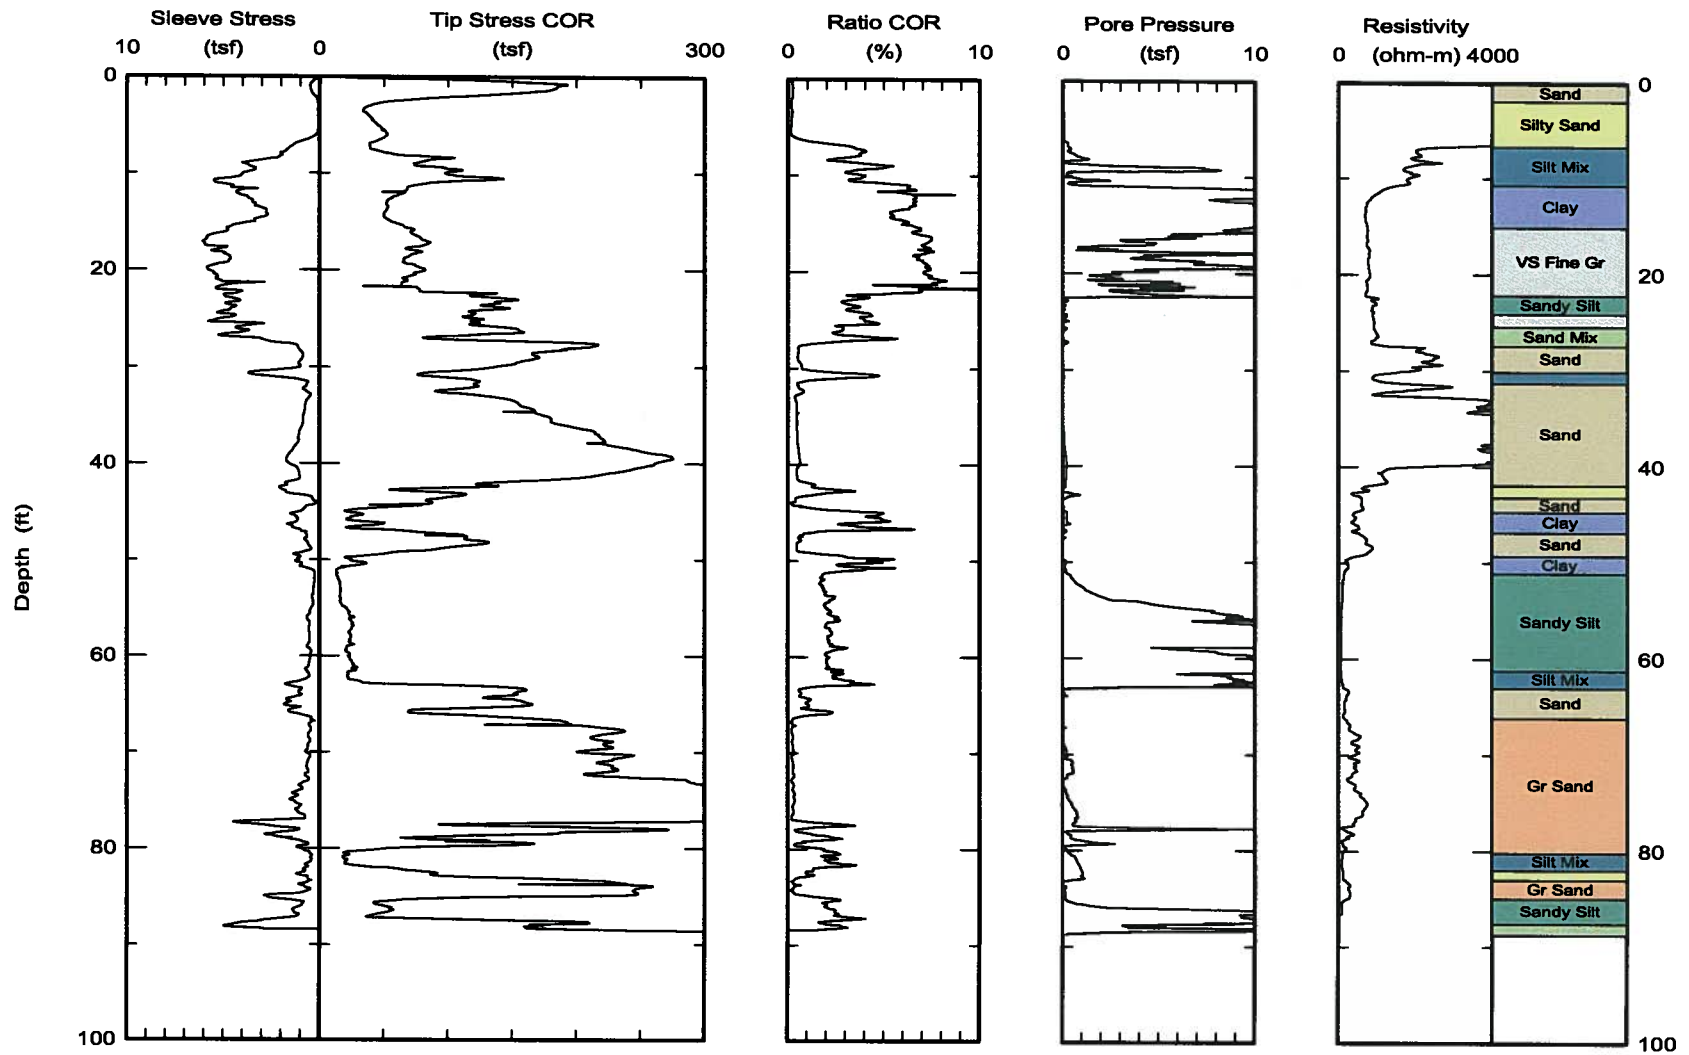 Sleeve Stress
(tsf)
10
0
Tip Stress COR
(tsf)
300
Ratio COR
(%)
0
10
Pore Pressure
(tsf)
0
10
Resistivity
0 (ohm-m) 4000
0
20
40
60
80
100
Depth (ft)
Sand
Silty Sand
Silt Mix
Clay
VS Fine Gr
Sandy Silt
Sand Mix
Sand
Sand
Sand
Clay
Sand
Clay
Sandy Silt
Silt Mix
Sand
Gr Sand
Silt Mix
Gr Sand
Sandy Silt
0
20
40
60
80
100